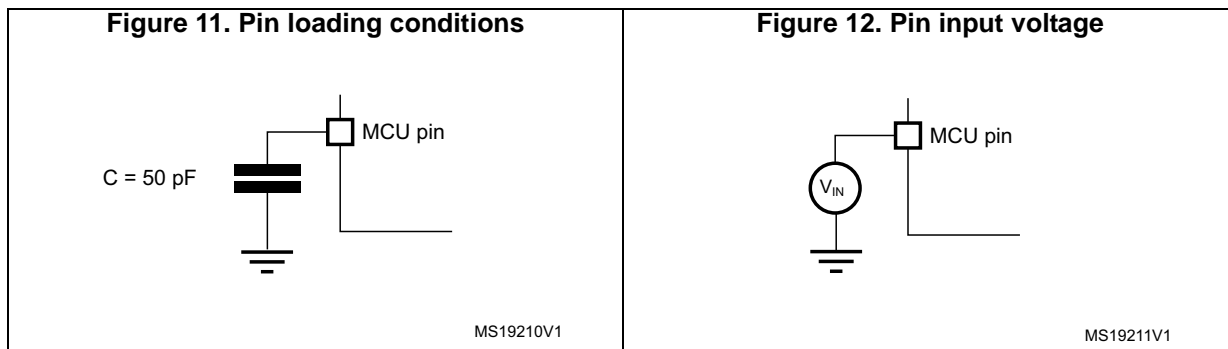 Figure 11. Pin loading conditions
MCU pin
C = 50 pF
MS19210V1
Figure 12. Pin input voltage
MCU pin
VIN
MS19211V1